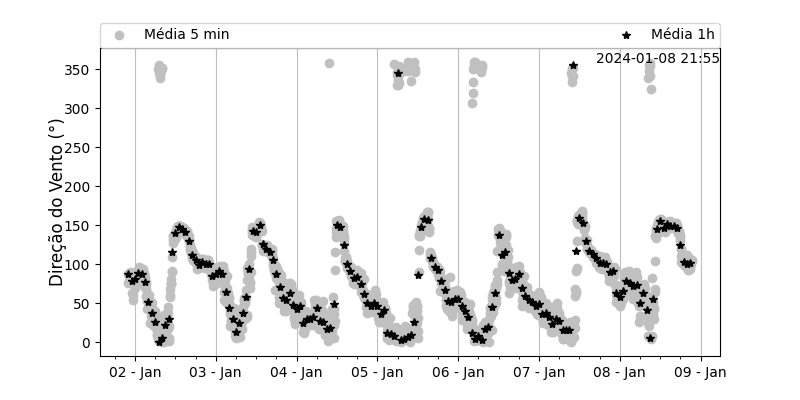 Média 5 min
Média 1h
2024-01-08 21:55
Direção do Vento (°)
350
300
250
200
150
100
50
0
02 - Jan
03 - Jan
04 - Jan
05 - Jan
06 - Jan
07 - Jan
08 - Jan
09 - Jan